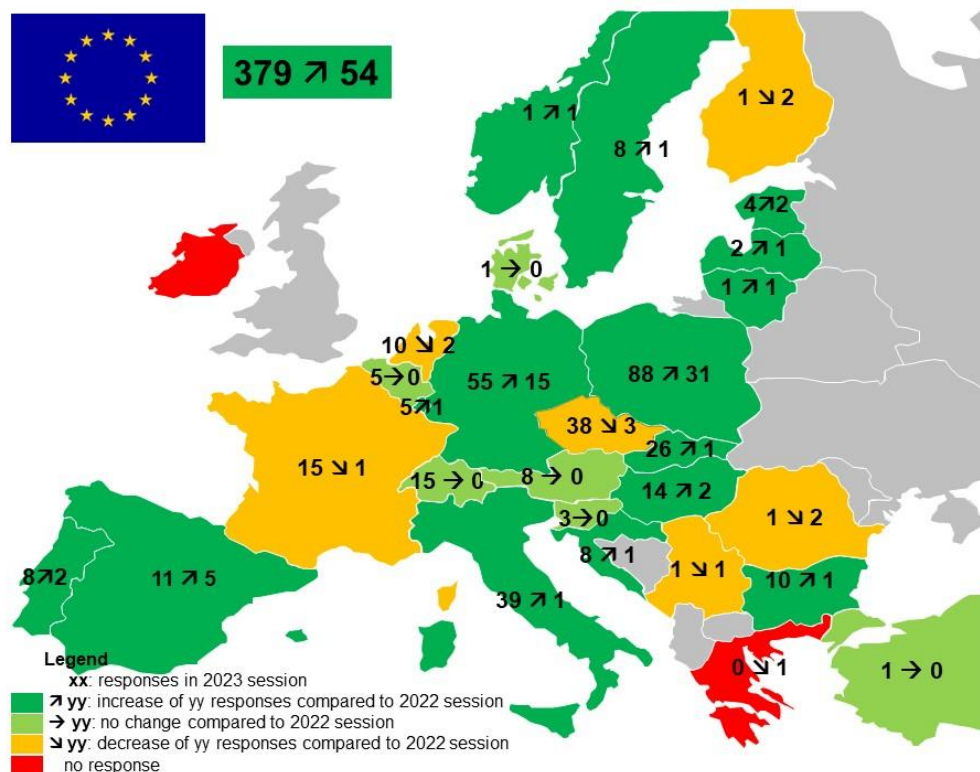 379 ↗ 54
1 ↘ 2
1 ↗ 1
8 ↗ 1
4↗2
2 ↗ 1
1 ↗ 1
1 → 0
10 ↘ 2
5→0
5↗1
55 ↗ 15
88 ↗ 31
38 ↘ 3
26 ↗ 1
15 ↘ 1
15 → 0
8 → 0
14 ↗ 2
3→0
1 ↘ 2
8 ↗ 1
1 ↘ 1
10 ↗ 1
8↗2
11 ↗ 5
39 ↗ 1
0 ↘ 1
1 → 0
Legend
xx: responses in 2023 session
↗ yy: increase of yy responses compared to 2022 session
→ yy: no change compared to 2022 session
↘ yy: decrease of yy responses compared to 2022 session
no response